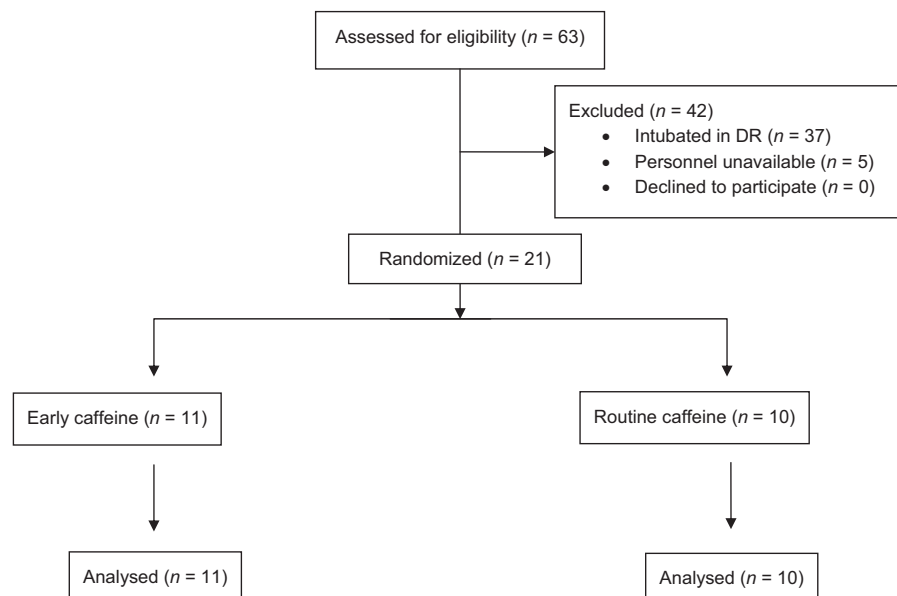 Assessed for eligibility (n = 63)
Excluded (n = 42)
• Intubated in DR (n = 37)
• Personnel unavailable (n = 5)
• Declined to participate (n = 0)
Randomized (n = 21)
Early caffeine (n = 11)
Routine caffeine (n = 10)
Analysed (n = 11)
Analysed (n = 10)